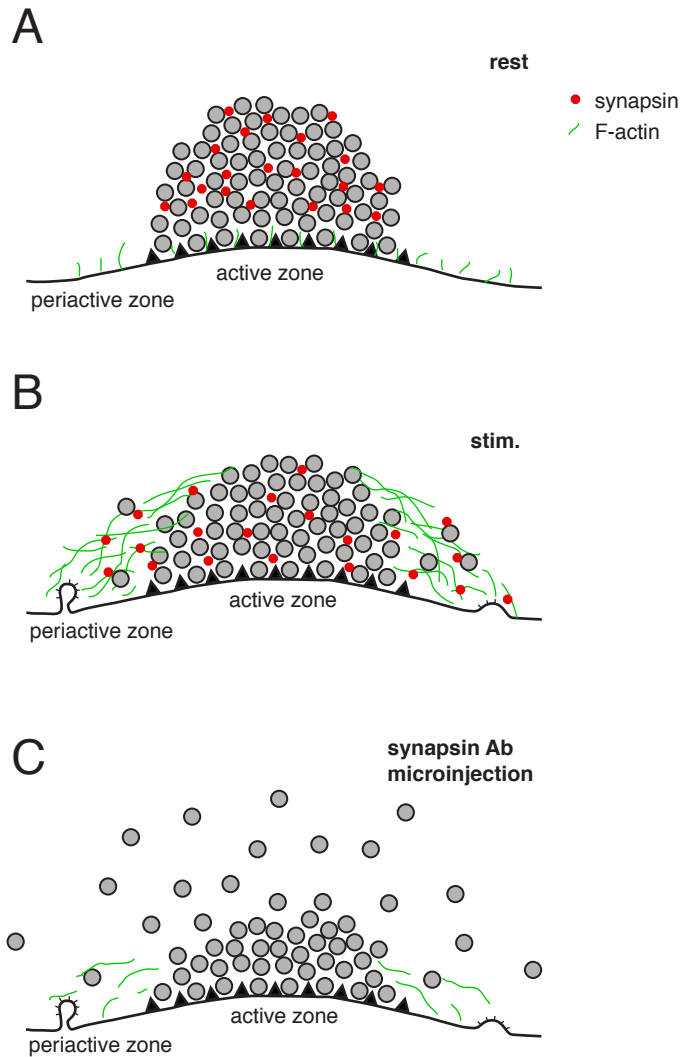 A
rest
synapsin
F-actin
active zone
periactive zone
B
stim.
active zone
periactive zone
C
synapsin Ab
microinjection
active zone
periactive zone